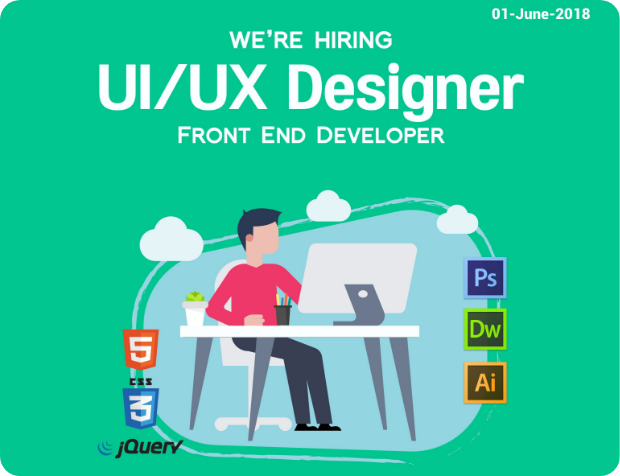 01-June-2018
WE'RE HIRING
UI/UX Designer
FRONT END DEVELOPER
Ps
Dw
Ai
5
CSS
3
jQuery